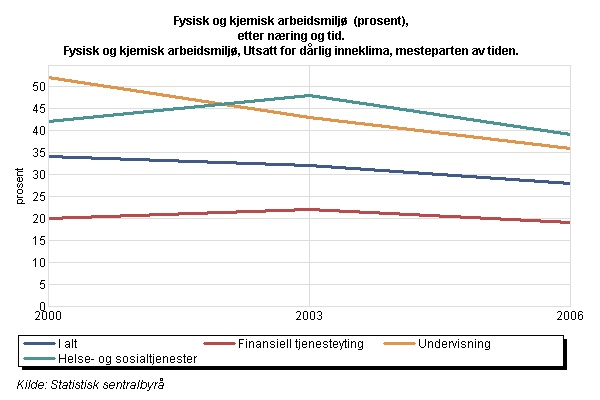 Fysisk og kjemisk arbeidsmiljø (prosent),
etter næring og tid.
Fysisk og kjemisk arbeidsmiljø, Utsatt for dårlig inneklima, mesteparten av tiden.
50
45
40
35
30
25
20
15
10
5
0
prosent
2000 2003 2006
I alt Finansiell tjenesteyting Undervisning
Helse- og sosialtjenester
Kilde: Statistisk sentralbyrå